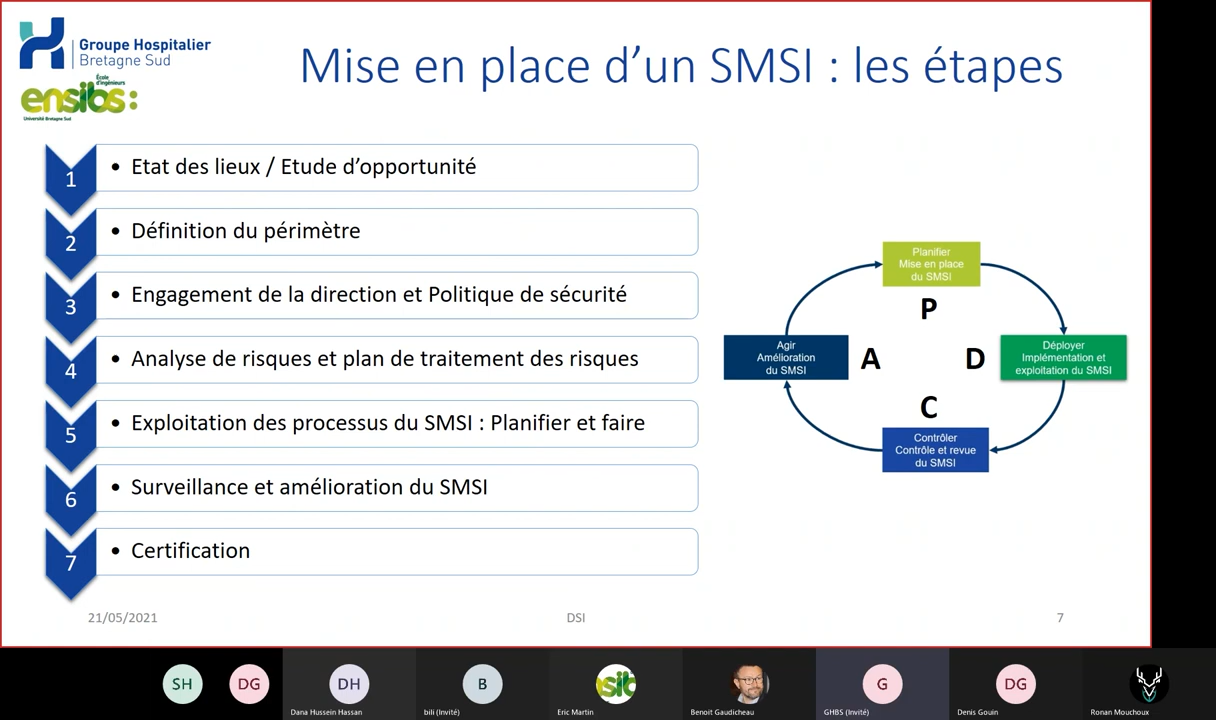 Groupe Hospitalier
Bretagne Sud
École
d'ingénieurs
ensibs:
Université Bretagne Sud
Mise en place d'un SMSI : les étapes
1
• Etat des lieux / Etude d'opportunité
2
• Définition du périmètre
3
• Engagement de la direction et Politique de sécurité
4
• Analyse de risques et plan de traitement des risques
5
• Exploitation des processus du SMSI : Planifier et faire
6
• Surveillance et amélioration du SMSI
7
• Certification
Planifier
Mise en place
du SMSI
P
Agir
Amélioration
du SMSI
A
D
Déployer
Implémentation et
exploitation du SMSI
C
Contrôler
Contrôle et revue
du SMSI
21/05/2021
DSI
7
SH
DG
DH
Dana Hussein Hassan
B
bili (Invité)
sib
Eric Martin
Benoit Gaudicheau
G
GHBS (Invité)
DG
Denis Gouin
Ronan Mouchoux